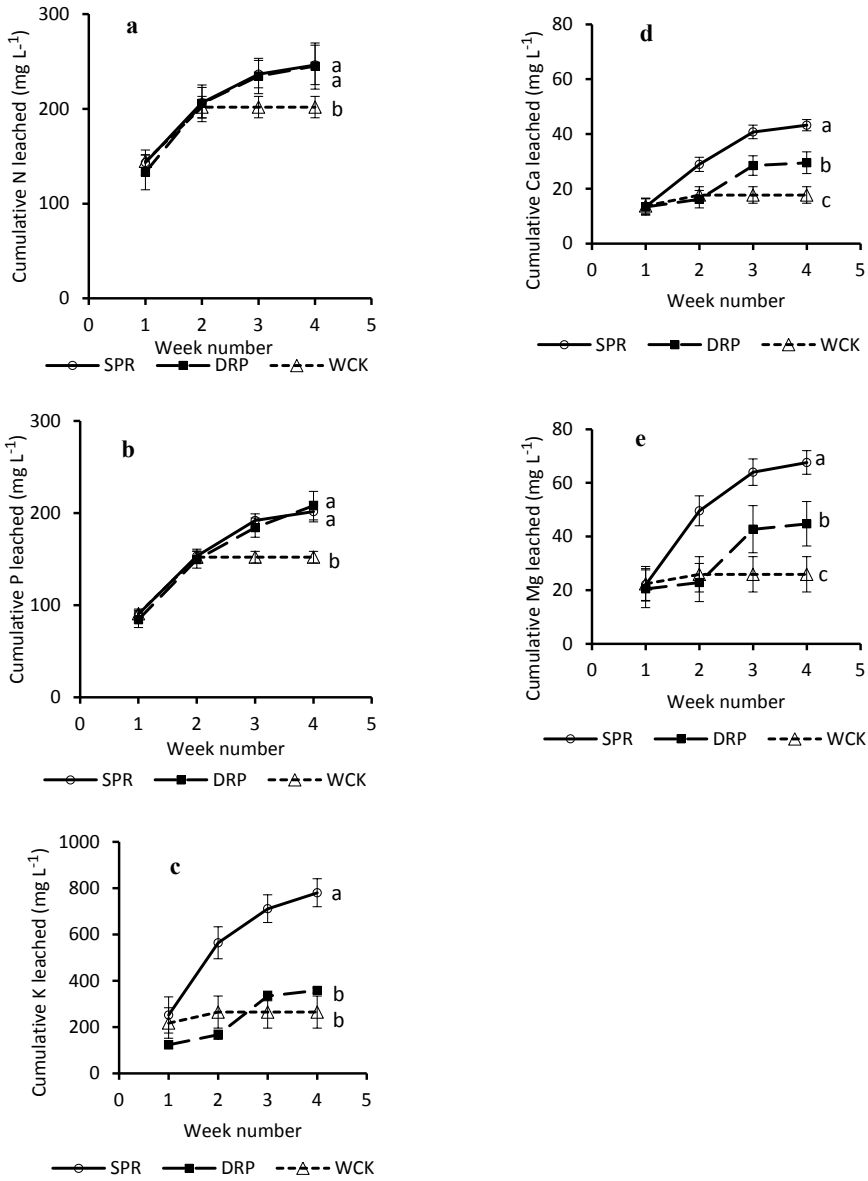 a
Cumulative N leached (mg L-1)
300
200
100
0
a
a
b
0 1 2 3 4 5
Week number
SPR DRP WCK
b
Cumulative P leached (mg L-1)
300
200
100
0
a
a
b
0 1 2 3 4 5
Week number
SPR DRP WCK
c
Cumulative K leached (mg L-1)
1000
800
600
400
200
0
a
b
b
0 1 2 3 4 5
Week number
SPR DRP WCK
d
Cumulative Ca leached (mg L-1)
80
60
40
20
0
a
b
c
0 1 2 3 4 5
Week number
SPR DRP WCK
e
Cumulative Mg leached (mg L-1)
80
60
40
20
0
a
b
c
0 1 2 3 4 5
Week number
SPR DRP WCK